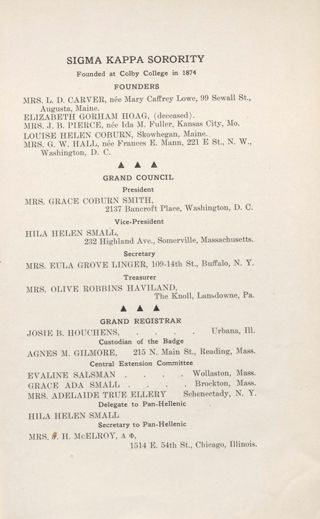 SIGMA KAPPA SORORITY
Founded at Colby College in 1874
FOUNDERS
MRS. L. D. CARVER, née Mary Caffrey Lowe, 99 Sewall St.,
Augusta, Maine.
ELIZABETH GORHAM HOAG, (deceased).
MRS. J. B. PIERCE, née Ida M. Fuller, Kansas City, Mo.
LOUISE HELEN COBURN, Skowhegan, Maine.
MRS. G. W. HALL, née Frances E. Mann, 221 E St., N. W.,
Washington, D. C.
▲ ▲ ▲
GRAND COUNCIL
President
MRS. GRACE COBURN SMITH,
2137 Bancroft Place, Washington, D. C.
Vice-President
HILA HELEN SMALL,
232 Highland Ave., Somerville, Massachusetts.
Secretary
MRS. EULA GROVE LINGER, 109-14th St., Buffalo, N. Y.
Treasurer
MRS. OLIVE ROBBINS HAVILAND,
The Knoll, Lansdowne, Pa.
▲ ▲ ▲
GRAND REGISTRAR
JOSIE B. HOUCHENS, . . . . Urbana, Ill.
Custodian of the Badge
AGNES M. GILMORE, 215 N. Main St., Reading, Mass.
Central Extension Committee
EVALINE SALSMAN . . . . Wollaston, Mass.
GRACE ADA SMALL . . . . Brockton, Mass.
MRS. ADELAIDE TRUE ELLERY Schenectady, N. Y.
Delegate to Pan-Hellenic
HILA HELEN SMALL
Secretary to Pan-Hellenic
MRS. H. McELROY, A Φ,
1514 E. 54th St., Chicago, Illinois.